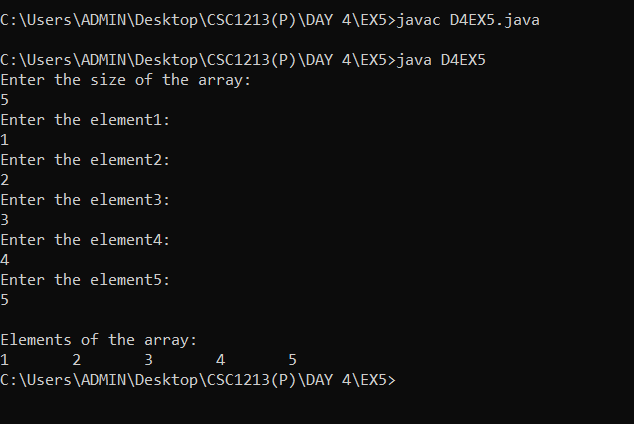 C:\Users\ADMIN\Desktop\CSC1213(P)\DAY 4\EX5>javac D4EX5.java
C:\Users\ADMIN\Desktop\CSC1213(P)\DAY 4\EX5>java D4EX5
Enter the size of the array:
5
Enter the element1:
1
Enter the element2:
2
Enter the element3:
3
Enter the element4:
4
Enter the element5:
5
Elements of the array:
1       2       3       4       5
C:\Users\ADMIN\Desktop\CSC1213(P)\DAY 4\EX5>